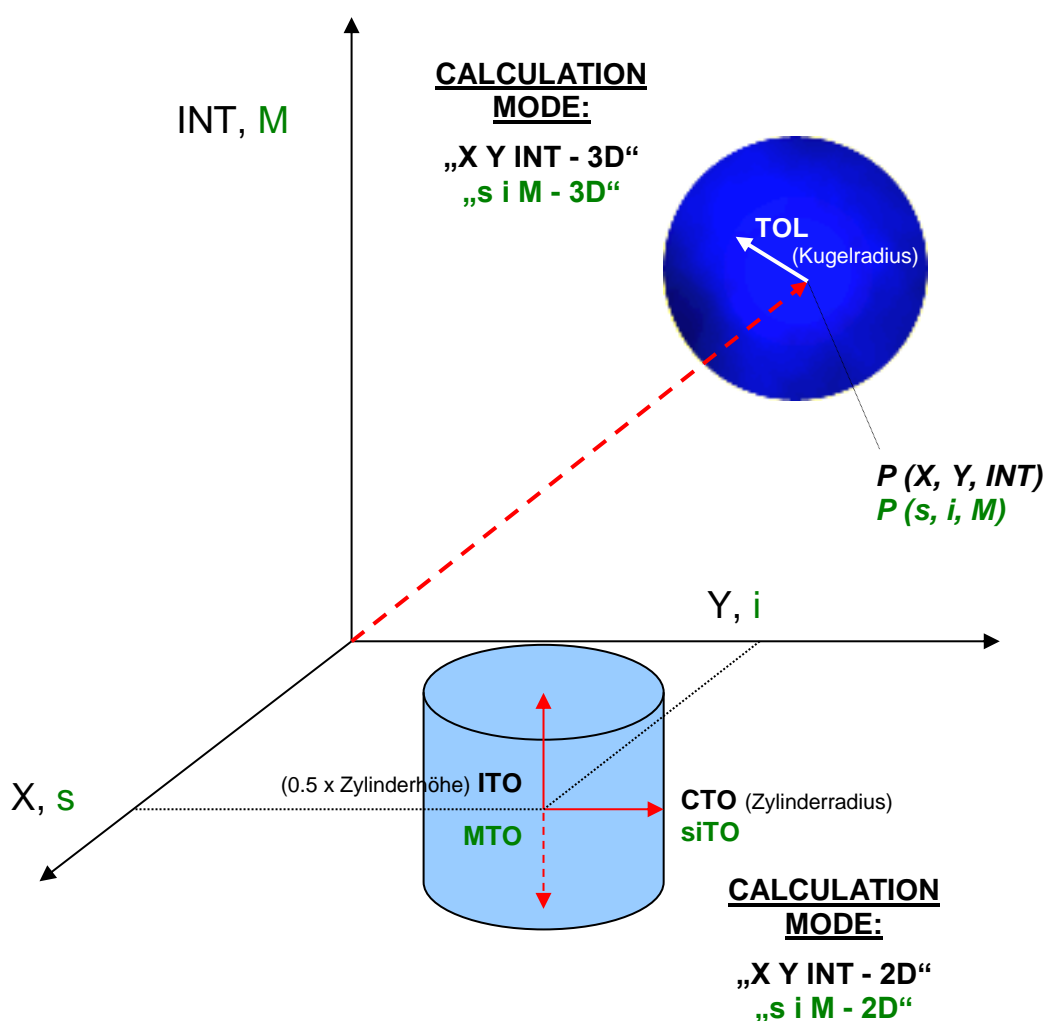 CALCULATION
MODE:
„X Y INT - 3D“
„s i M - 3D“
INT, M
TOL
(Kugelradius)
P (X, Y, INT)
P (s, i, M)
Y, i
X, s
(0.5 x Zylinderhöhe) ITO
MTO
CTO (Zylinderradius)
siTO
CALCULATION
MODE:
„X Y INT - 2D“
„s i M - 2D“